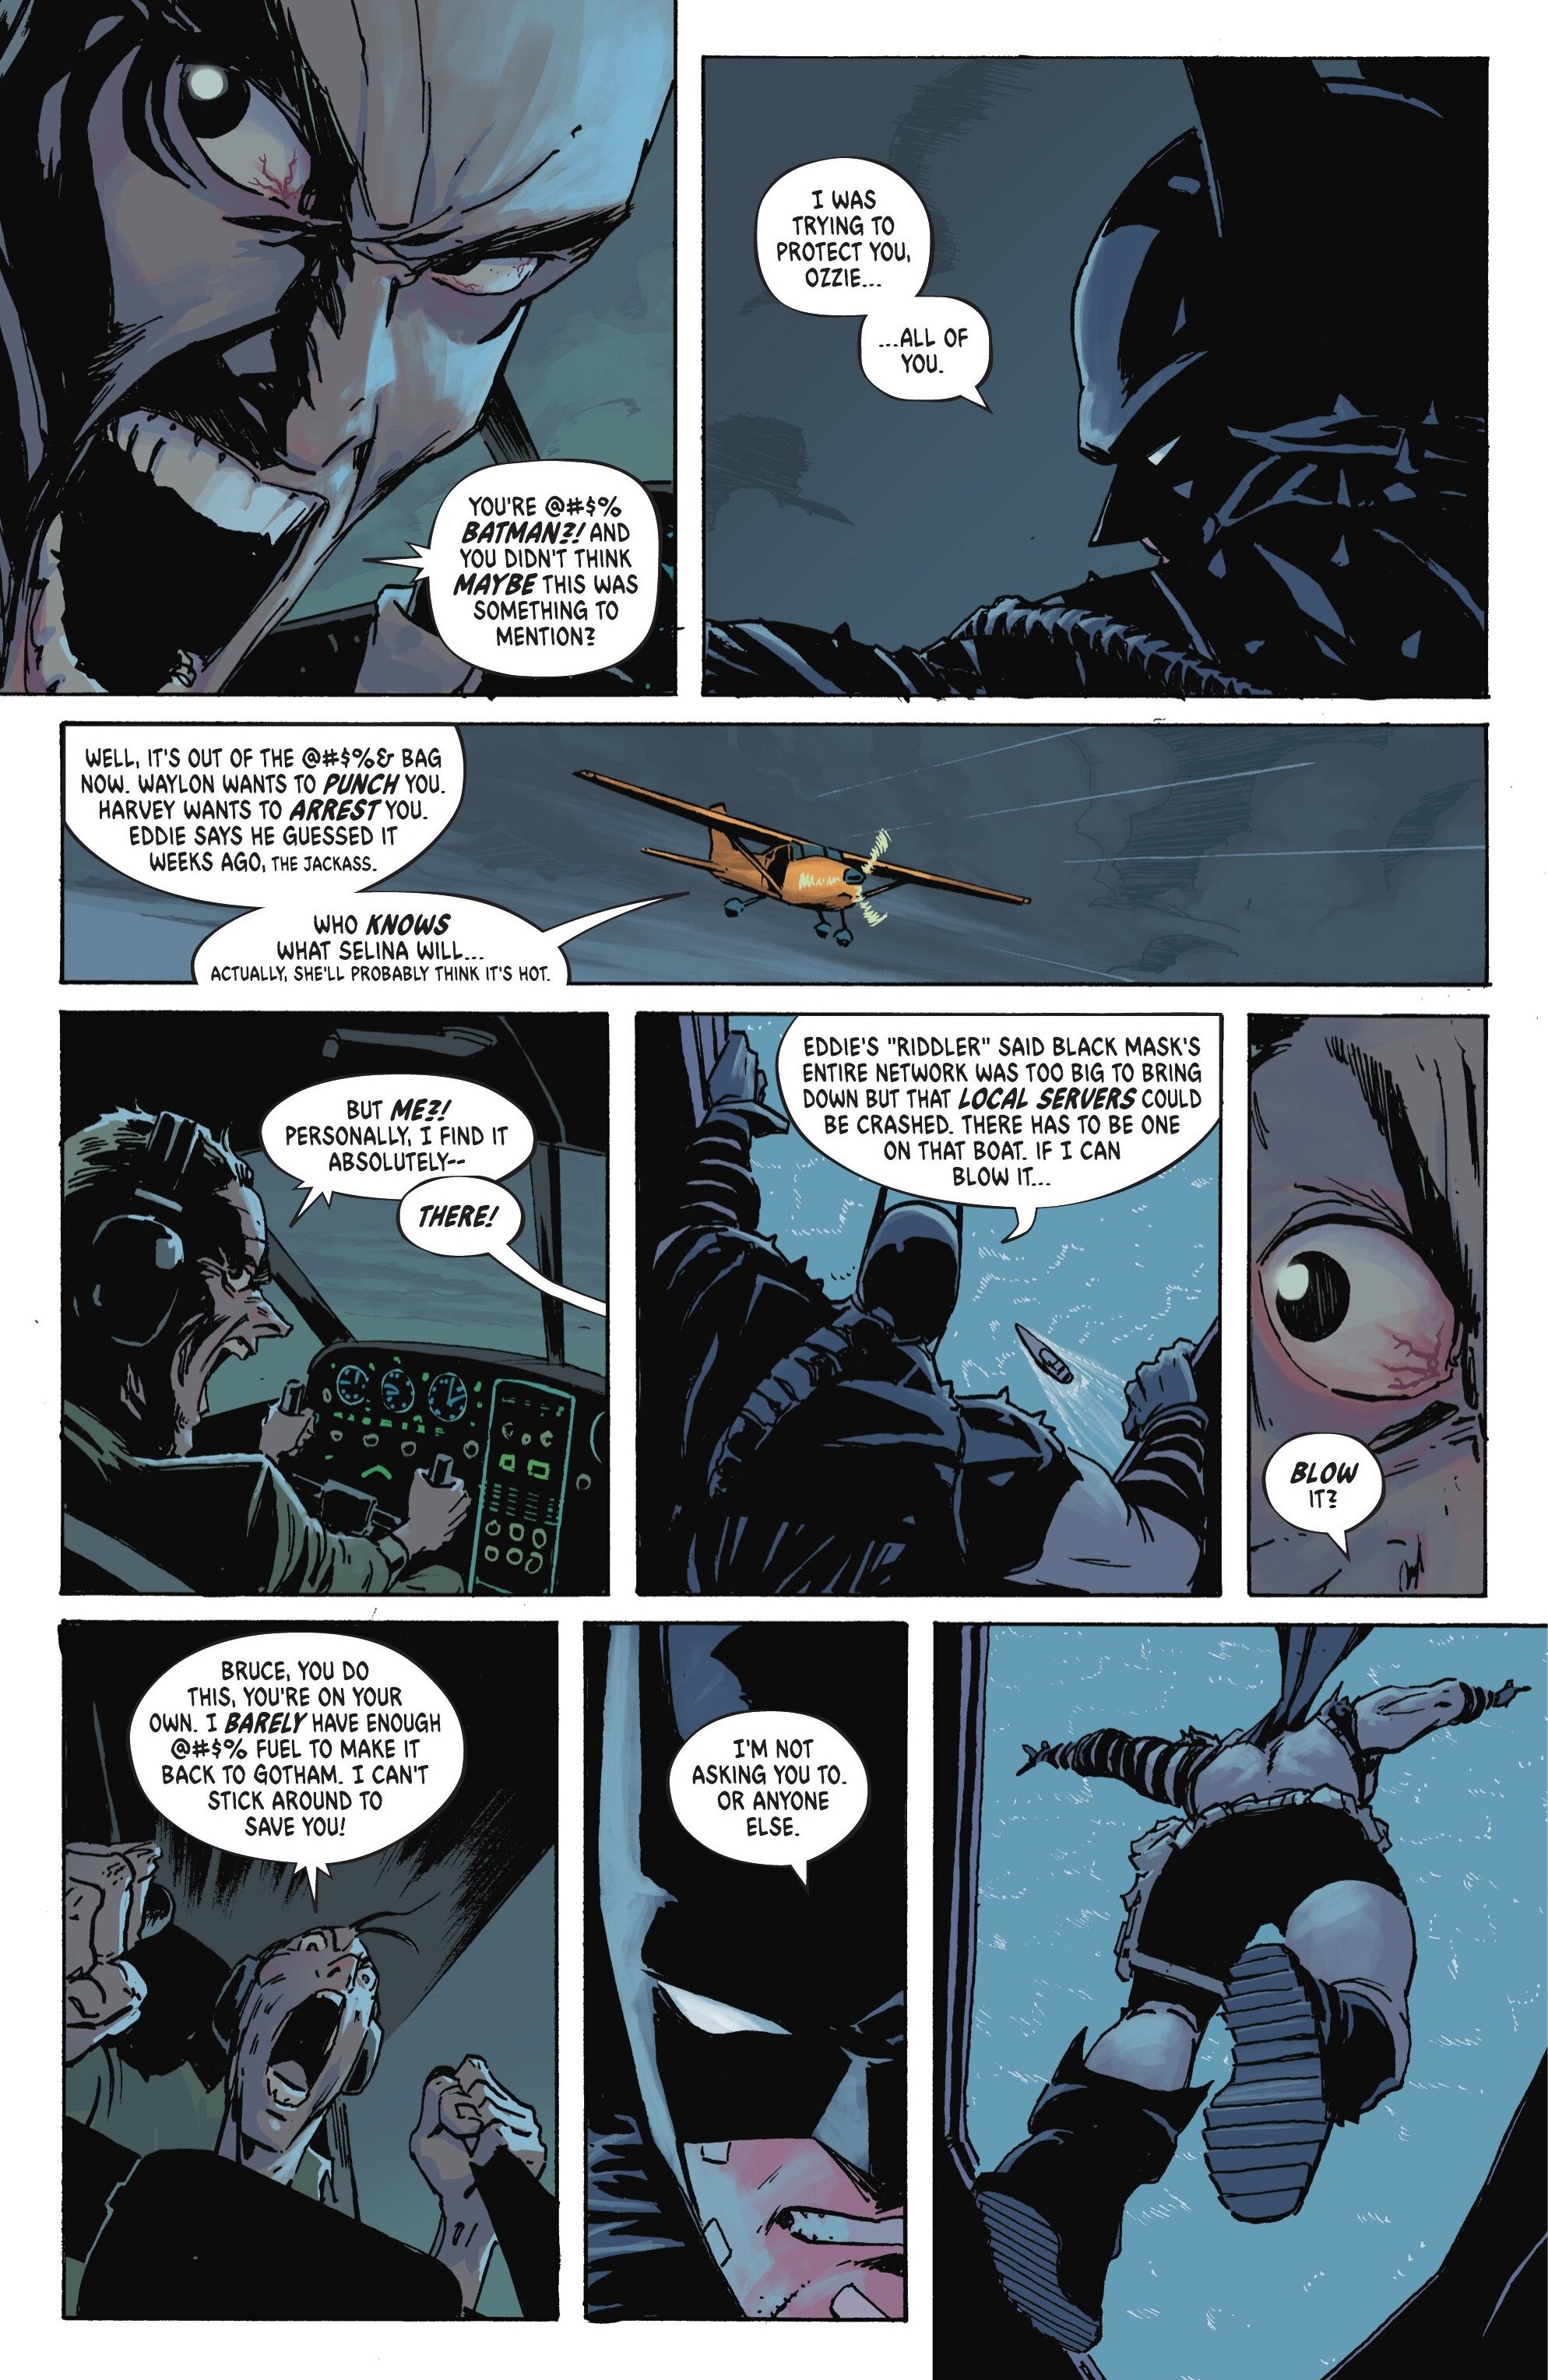 YOU'RE @#$%
BATMAN?! AND
YOU DIDN'T THINK
MAYBE THIS WAS
SOMETHING TO
MENTION?
I WAS
TRYING TO
PROTECT YOU,
OZZIE...
...ALL OF
YOU.
WELL, IT'S OUT OF THE @#$%& BAG
NOW. WAYLON WANTS TO PUNCH YOU.
HARVEY WANTS TO ARREST YOU.
EDDIE SAYS HE GUESSED IT
WEEKS AGO, THE JACKASS.
WHO KNOWS
WHAT SELINA WILL...
ACTUALLY, SHE'LL PROBABLY THINK IT'S HOT.
BUT ME?!
PERSONALLY, I FIND IT
ABSOLUTELY--
THERE!
EDDIE'S "RIDDLER" SAID BLACK MASK'S
ENTIRE NETWORK WAS TOO BIG TO BRING
DOWN BUT THAT LOCAL SERVERS COULD
BE CRASHED. THERE HAS TO BE ONE
ON THAT BOAT. IF I CAN
BLOW IT...
BLOW
IT?
BRUCE, YOU DO
THIS, YOU'RE ON YOUR
OWN. I BARELY HAVE ENOUGH
@#$% FUEL TO MAKE IT
BACK TO GOTHAM. I CAN'T
STICK AROUND TO
SAVE YOU!
I'M NOT
ASKING YOU TO.
OR ANYONE
ELSE.